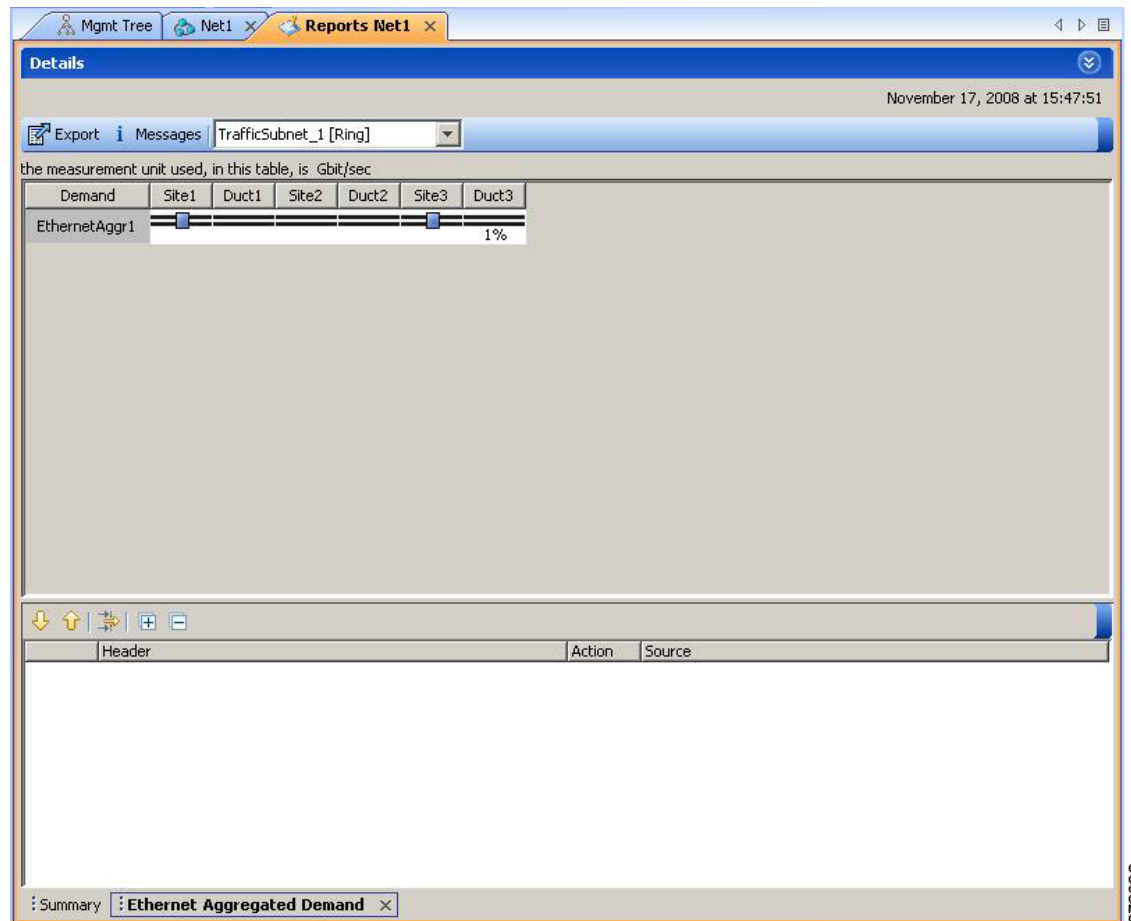 Mgmt Tree Net1 Reports Net1
Details
November 17, 2008 at 15:47:51
Export i Messages TrafficSubnet_1 [Ring]
the measurement unit used, in this table, is Gbit/sec
Demand Site1 Duct1 Site2 Duct2 Site3 Duct3
EthernetAggr1
1%
Header Action Source
Summary Ethernet Aggregated Demand